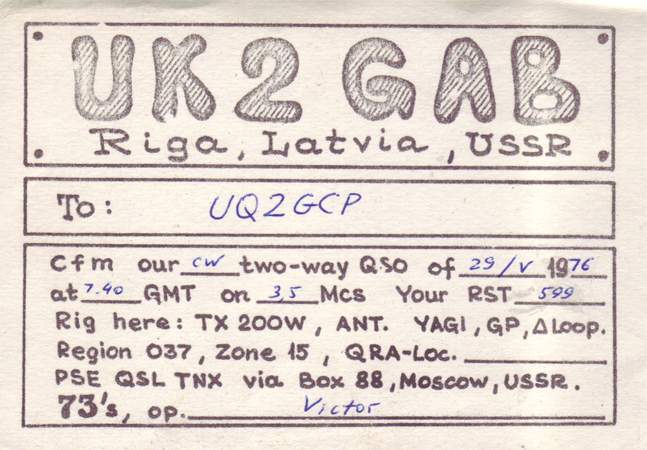 UK2GAB
Riga, Latvia, USSR
To: UQ2GCP
Cfm our cw two-way QSO of 29/V 1976
at 7.40 GMT on 3,5 Mcs Your RST 599
Rig here: TX 200W, ANT. YAGI, GP, Δ Loop.
Region 037, Zone 15, QRA-Loc.
PSE QSL TNX via Box 88, Moscow, USSR.
73's, op. Victor